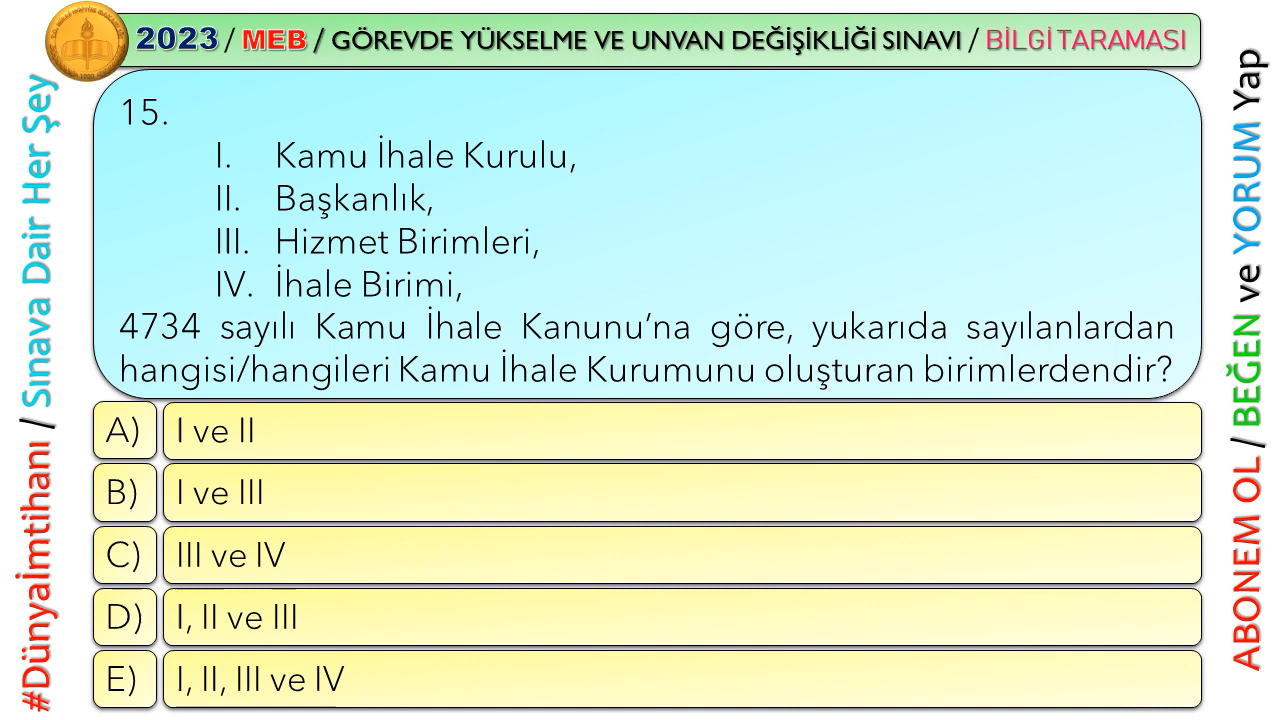 2023 / MEB / GÖREVDE YÜKSELME VE UNVAN DEĞİŞİKLİĞİ SINAVI / BİLGİ TARAMASI
#Dünyaİmtihanı / Sınava Dair Her Şey
15.
I. Kamu İhale Kurulu,
II. Başkanlık,
III. Hizmet Birimleri,
IV. İhale Birimi,
4734 sayılı Kamu İhale Kanunu’na göre, yukarıda sayılanlardan
hangisi/hangileri Kamu İhale Kurumunu oluşturan birimlerdendir?
A) I ve II
B) I ve III
C) III ve IV
D) I, II ve III
E) I, II, III ve IV
ABONEM OL / BEĞEN ve YORUM Yap